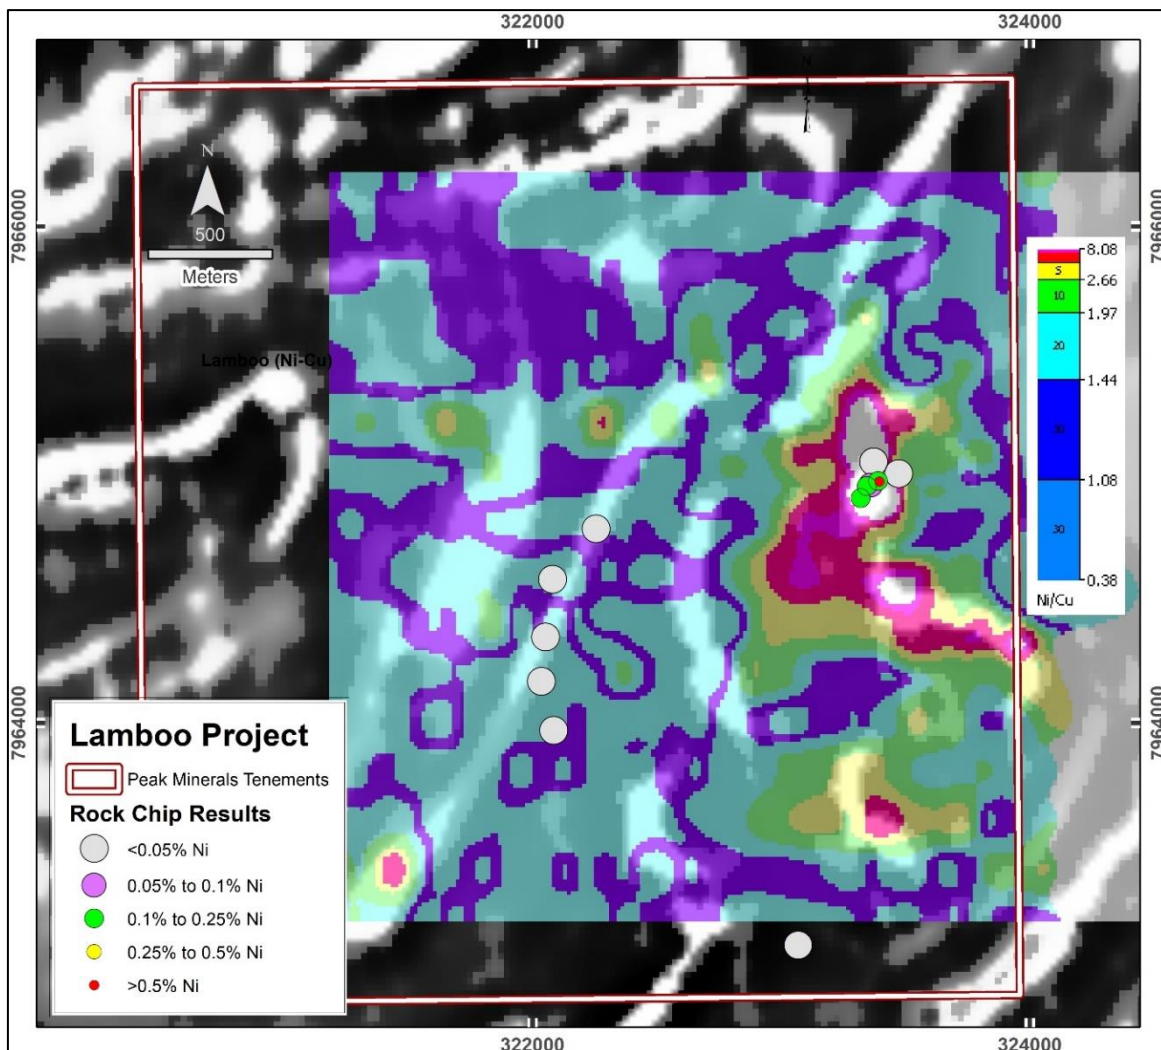 322000
324000
7966000
7966000
N
500
Meters
8.08
5
2.66
10
1.97
20
1.44
1.08
30
0.38
Ni/Cu
Lamboo (Ni-Cu)
7964000
7964000
Lamboo Project
Peak Minerals Tenements
Rock Chip Results
<0.05% Ni
0.05% to 0.1% Ni
0.1% to 0.25% Ni
0.25% to 0.5% Ni
>0.5% Ni
322000
324000